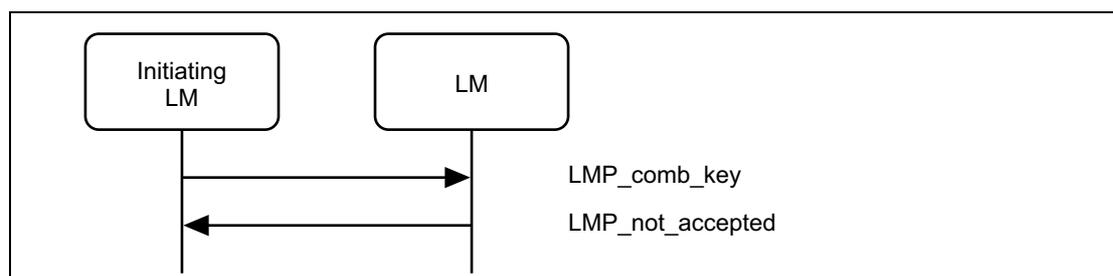 Initiating
LM
LM
LMP_comb_key
LMP_not_accepted